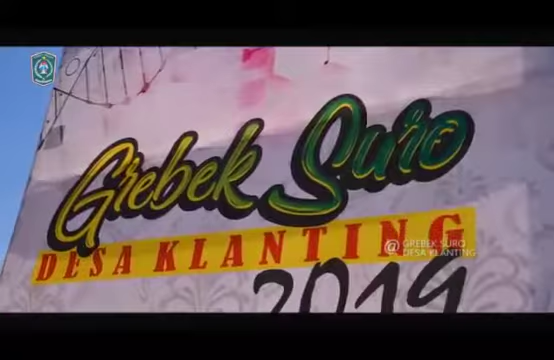 Grebek Suro
DESA KLANTING
2019
@ GREBEK SURO
DESA KLANTING